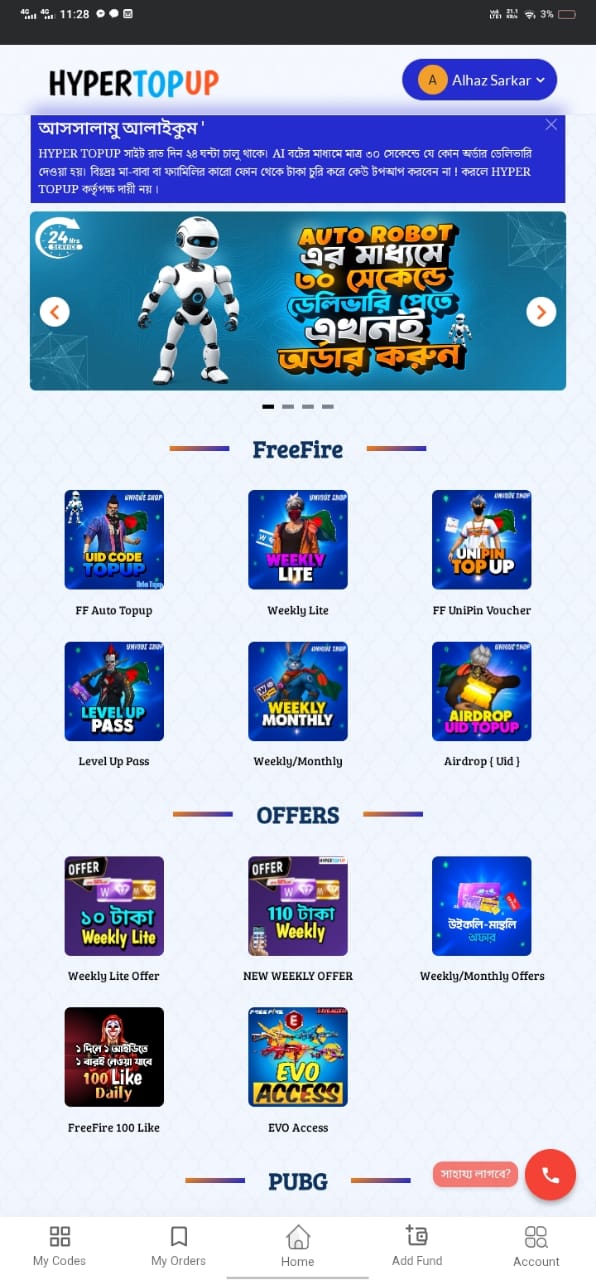 4G 4G 11:28 3%
HYPERTOPUP
A Alhaz Sarkar
আসসালামু আলাইকুম '
HYPER TOPUP সাইট রাত দিন ২৪ ঘন্টা চালু থাকে। AI বটের মাধ্যমে মাত্র ৩০ সেকেন্ডে যে কোন অর্ডার ডেলিভারি
দেওয়া হয়। বিঃদ্রঃ মা-বাবা বা ফ্যামিলির কারো ফোন থেকে টাকা চুরি করে কেউ টপআপ করবেন না ! করলে HYPER
TOPUP কর্তৃপক্ষ দায়ী নয় ।
24 Hrs
SERVICE
AUTO ROBOT
এর মাধ্যমে
৩০ সেকেন্ডে
ডেলিভারি পেতে
এখনই
অর্ডার করুন
FreeFire
UNIQUE SHOP
UID CODE
TOPUP
FF Auto Topup
UNIQUE SHOP
WEEKLY
LITE
Weekly Lite
UNIQUE SHOP
UNIPIN
TOP UP
FF UniPin Voucher
UNIQUE SHOP
LEVEL UP
PASS
Level Up Pass
UNIQUE SHOP
WEEKLY
MONTHLY
Weekly/Monthly
UNIQUE SHOP
AIRDROP
UID TOPUP
Airdrop { Uid }
OFFERS
OFFER
W M
১০ টাকা
Weekly Lite
Weekly Lite Offer
HYPERTOPUP
OFFER
W M
110 টাকা
Weekly
NEW WEEKLY OFFER
উইকলি-মান্থলি
অফার
Weekly/Monthly Offers
১ দিনে ১ আইডিতে
১ বারই নেওয়া যাবে
100 Like
Daily
FreeFire 100 Like
FREE FIRE
E
EVO
ACCESS
EVO Access
PUBG
সাহায্য লাগবে?
My Codes
My Orders
Home
Add Fund
Account